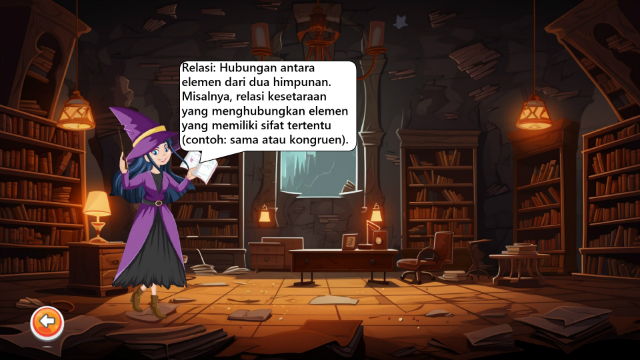 Relasi: Hubungan antara
elemen dari dua himpunan.
Misalnya, relasi kesetaraan
yang menghubungkan elemen
yang memiliki sifat tertentu
(contoh: sama atau kongruen).